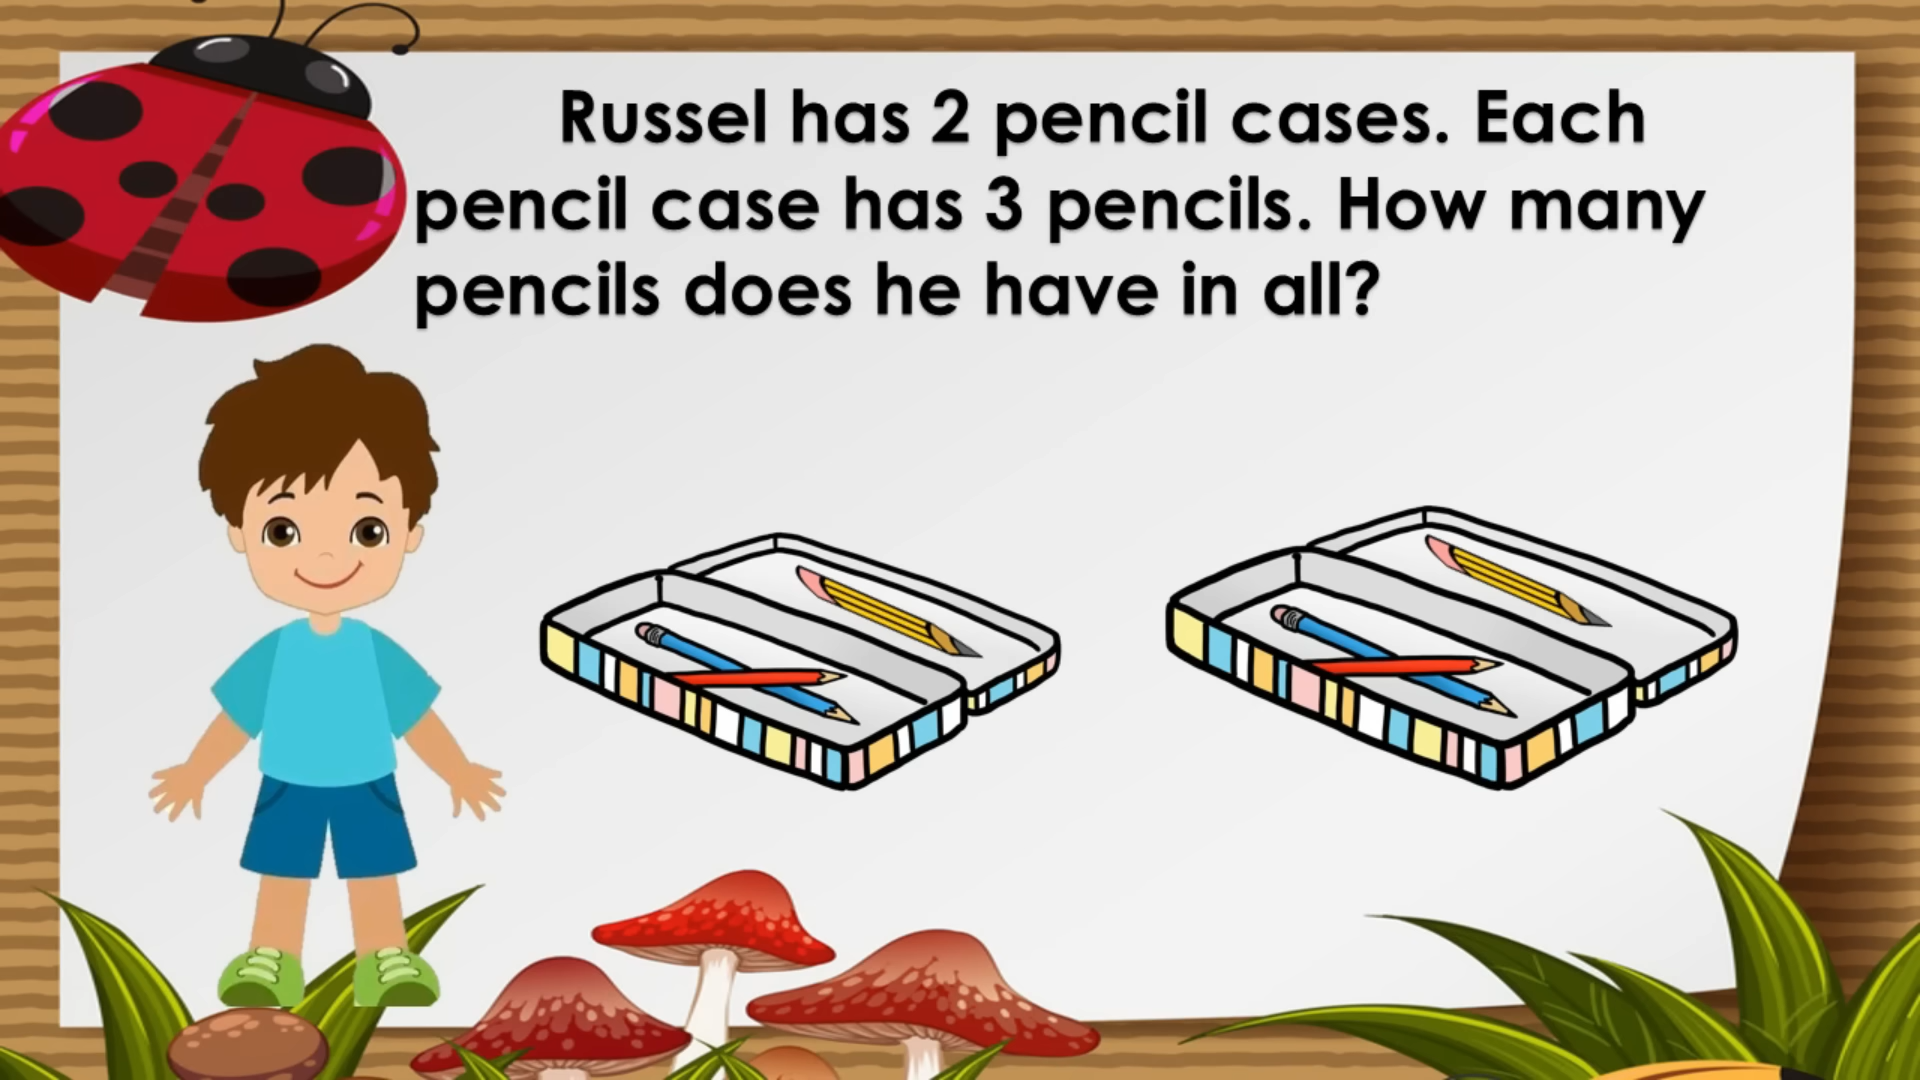 Russel has 2 pencil cases. Each
pencil case has 3 pencils. How many
pencils does he have in all?